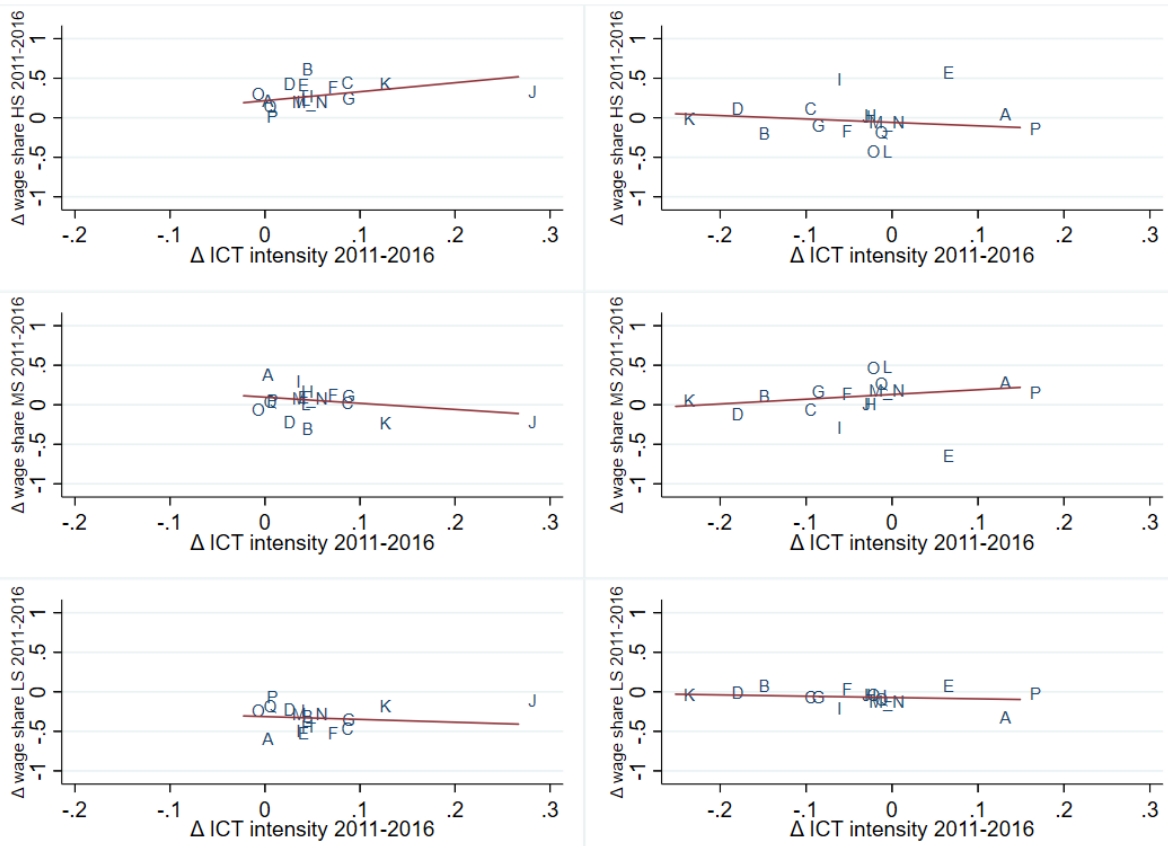 Δ wage share HS 2011-2016
1
.5
0
-.5
-1
B
D E C K
O A F J
Q M L I H N G
P
-.2 -.1 0 .1 .2 .3
Δ ICT intensity 2011-2016
Δ wage share HS 2011-2016
1
.5
0
-.5
-1
I E
D C A
K J H M N
B G F Q P
O L
-.2 -.1 0 .1 .2 .3
Δ ICT intensity 2011-2016
Δ wage share MS 2011-2016
1
.5
0
-.5
-1
A
I
H F G
O Q P M E L N C
D B K J
-.2 -.1 0 .1 .2 .3
Δ ICT intensity 2011-2016
Δ wage share MS 2011-2016
1
.5
0
-.5
-1
O L
Q A
K B G F M N P
D C J H
I
E
-.2 -.1 0 .1 .2 .3
Δ ICT intensity 2011-2016
Δ wage share LS 2011-2016
1
.5
0
-.5
-1
P J
O Q D L K
M B N G
A I E H F C
-.2 -.1 0 .1 .2 .3
Δ ICT intensity 2011-2016
Δ wage share LS 2011-2016
1
.5
0
-.5
-1
B F E
K D C G J H O L P
I M Q N
A
-.2 -.1 0 .1 .2 .3
Δ ICT intensity 2011-2016